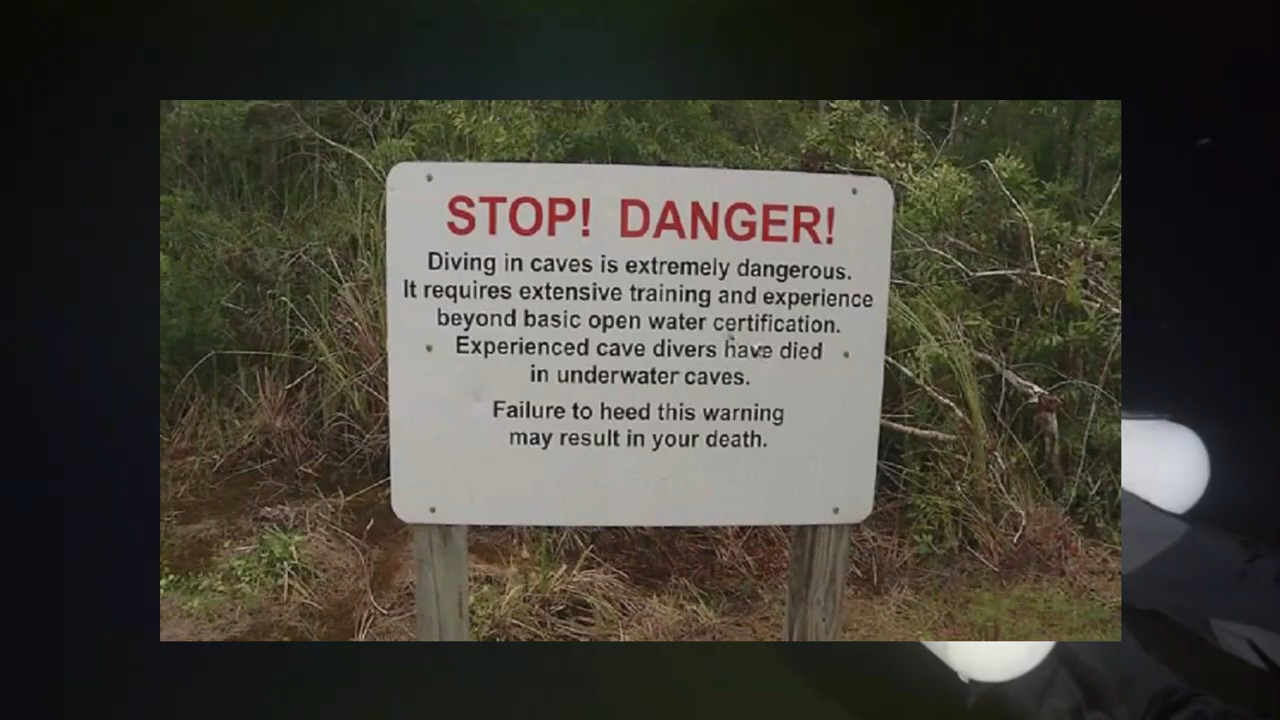 STOP! DANGER!
Diving in caves is extremely dangerous.
It requires extensive training and experience
beyond basic open water certification.
Experienced cave divers have died
in underwater caves.
Failure to heed this warning
may result in your death.